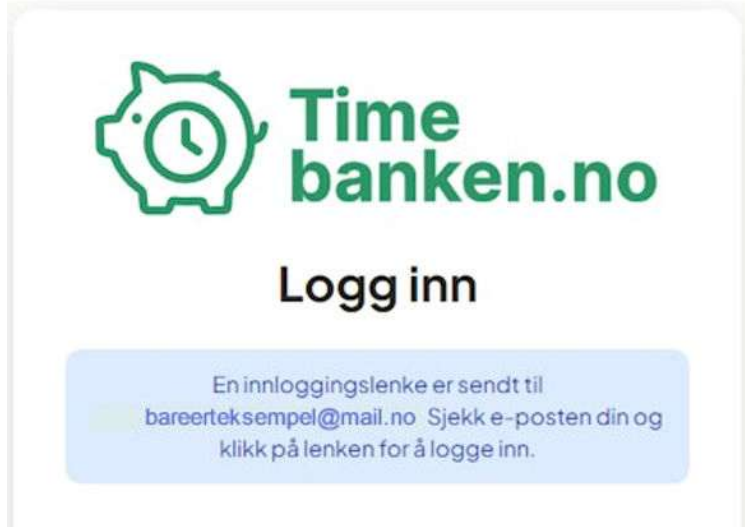 Time
banken.no
Logg inn
En innloggingslenke er sendt til
bareerteksempel@mail.no Sjekk e-posten din og
klikk på lenken for å logge inn.